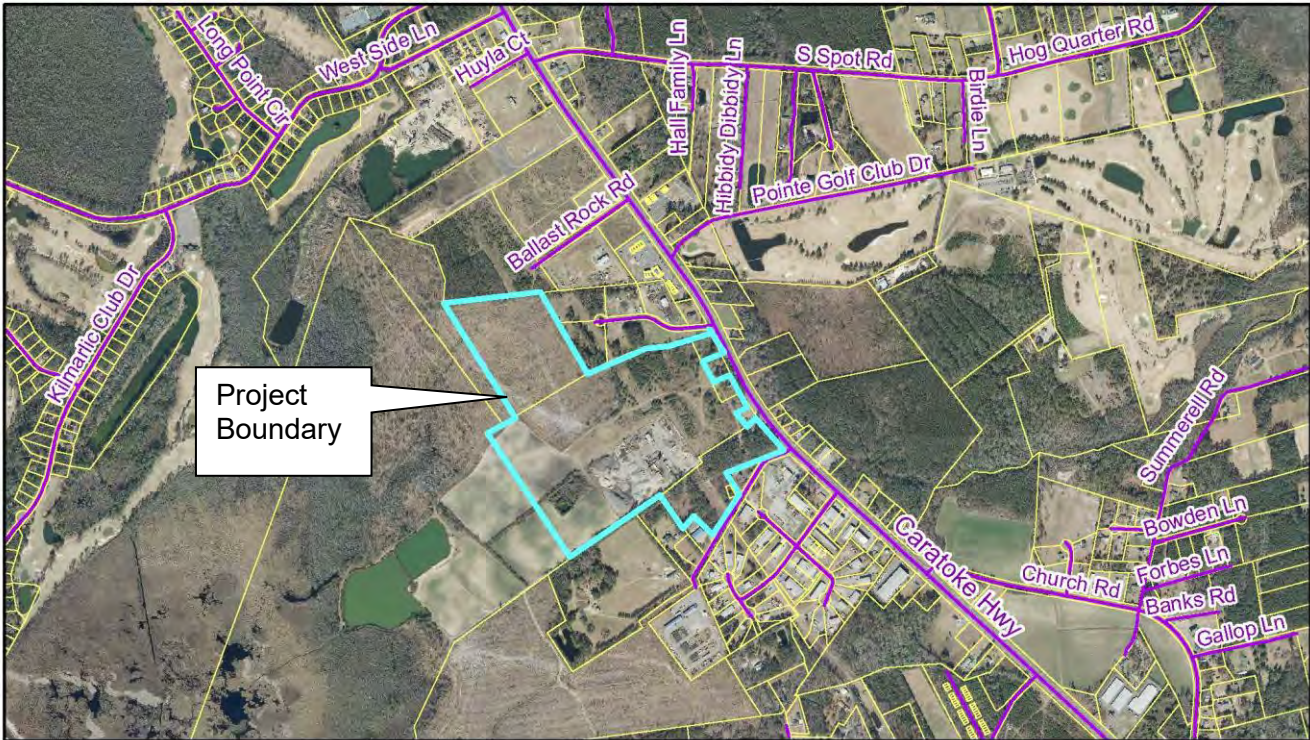 Long Point Cir
West Side Ln
Huyla Ct
S Spot Rd
Hog Quarter Rd
Hall Family Ln
Hibbidy Dibbidy Ln
Birdie Ln
Pointe Golf Club Dr
Ballast Rock Rd
Kilmarlic Club Dr
Project
Boundary
Summerell Rd
Caratoke Hwy
Bowden Ln
Forbes Ln
Church Rd
Banks Rd
Gallop Ln